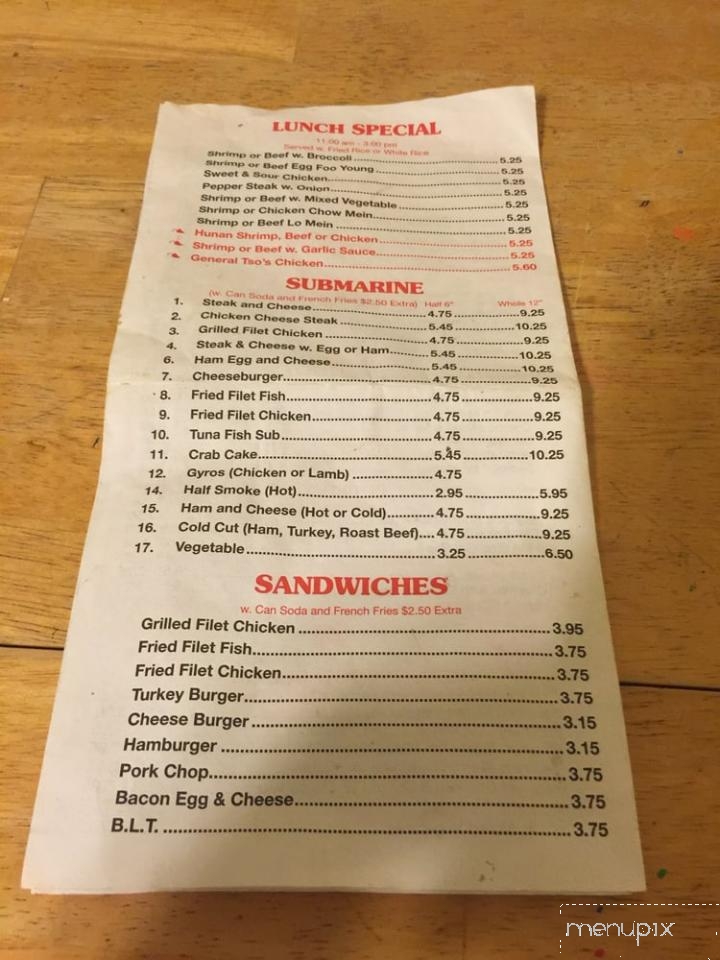 LUNCH SPECIAL
11:00 am - 3:00 pm
Served w. Fried Rice or White Rice
Shrimp or Beef w. Broccoli 5.25
Shrimp or Beef Egg Foo Young 5.25
Sweet & Sour Chicken 5.25
Pepper Steak w. Onion 5.25
Shrimp or Beef w. Mixed Vegetable 5.25
Shrimp or Chicken Chow Mein 5.25
Shrimp or Beef Lo Mein 5.25
Hunan Shrimp, Beef or Chicken 5.25
Shrimp or Beef w. Garlic Sauce 5.25
General Tso's Chicken 5.60
SUBMARINE
(w. Can Soda and French Fries $2.50 Extra) Half 6" Whole 12"
1. Steak and Cheese 4.75 9.25
2. Chicken Cheese Steak 5.45 10.25
3. Grilled Filet Chicken 4.75 9.25
4. Steak & Cheese w. Egg or Ham 5.45 10.25
6. Ham Egg and Cheese 5.45 10.25
7. Cheeseburger 4.75 9.25
8. Fried Filet Fish 4.75 9.25
9. Fried Filet Chicken 4.75 9.25
10. Tuna Fish Sub 4.75 9.25
11. Crab Cake 5.45 10.25
12. Gyros (Chicken or Lamb) 4.75
14. Half Smoke (Hot) 2.95 5.95
15. Ham and Cheese (Hot or Cold) 4.75 9.25
16. Cold Cut (Ham, Turkey, Roast Beef) 4.75 9.25
17. Vegetable 3.25 6.50
SANDWICHES
w. Can Soda and French Fries $2.50 Extra
Grilled Filet Chicken 3.95
Fried Filet Fish 3.75
Fried Filet Chicken 3.75
Turkey Burger 3.75
Cheese Burger 3.15
Hamburger 3.15
Pork Chop 3.75
Bacon Egg & Cheese 3.75
B.L.T. 3.75
menupix